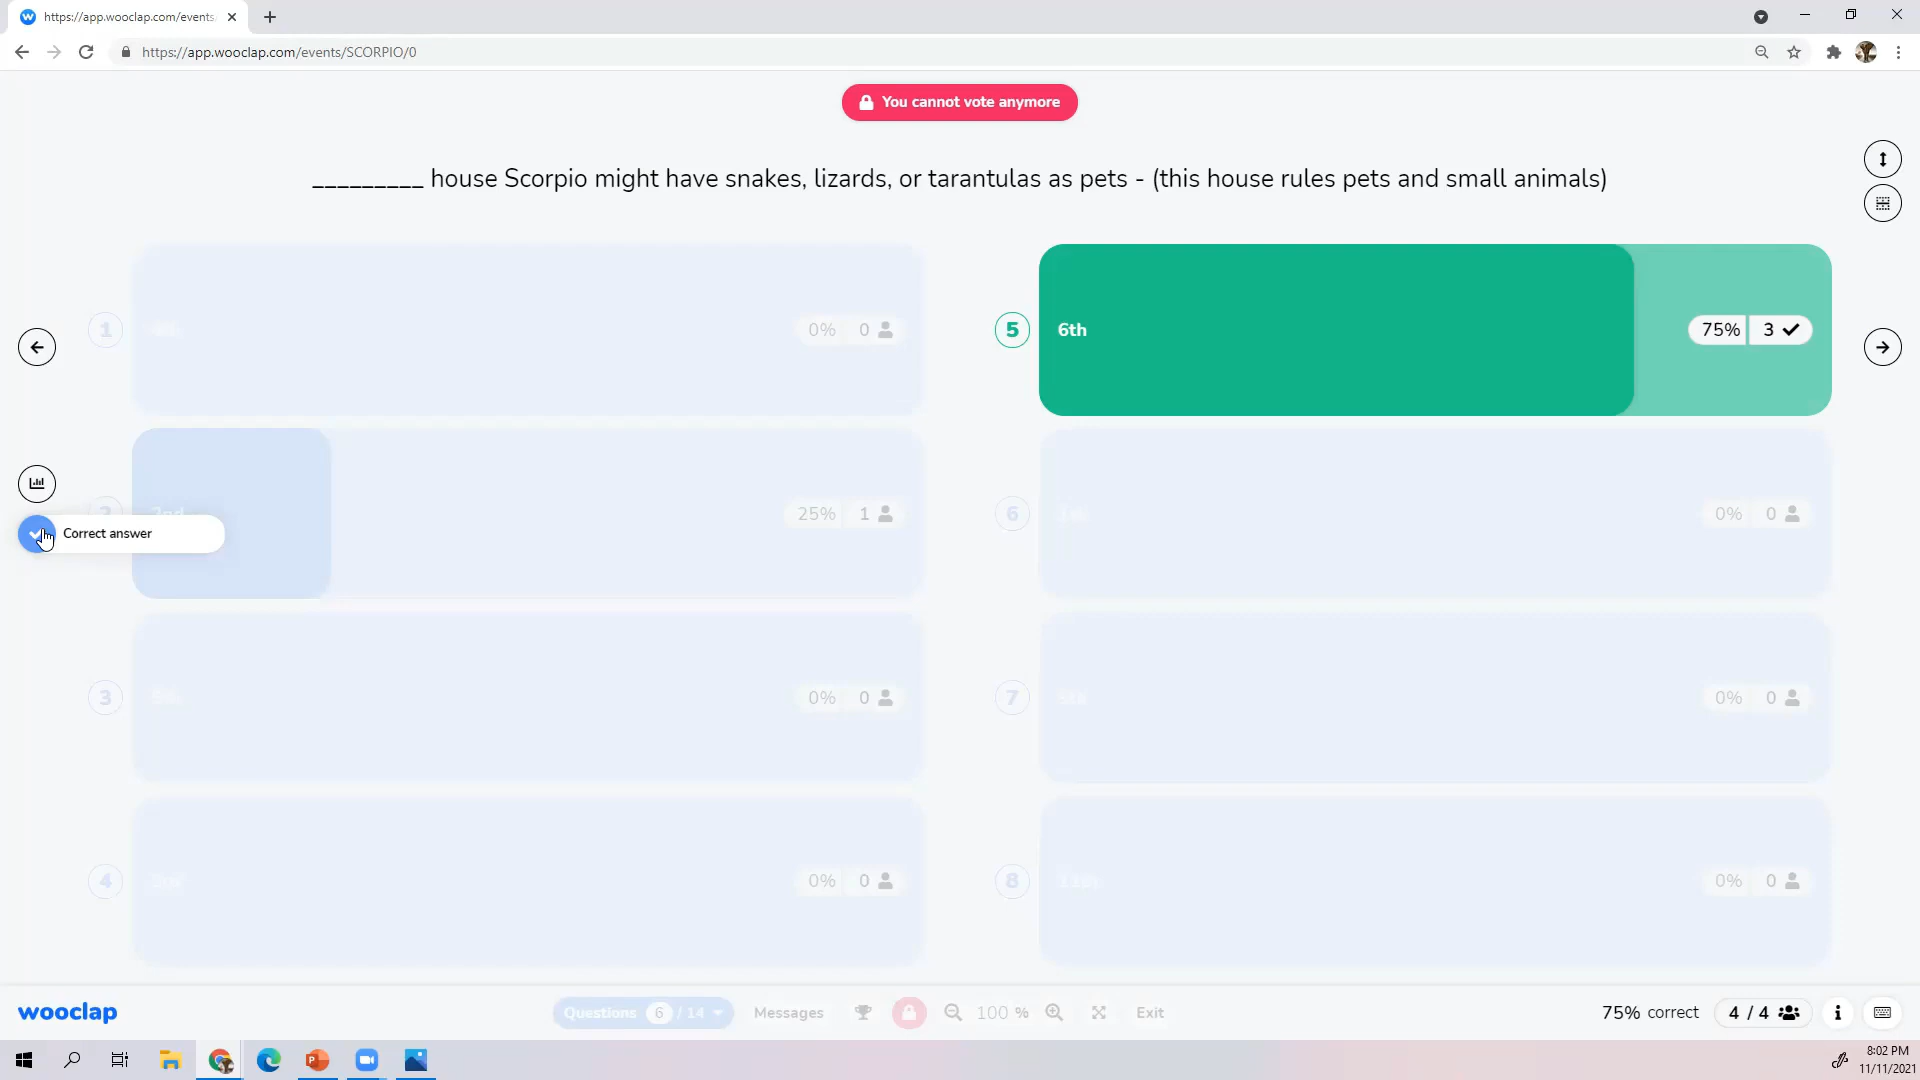 https://app.wooclap.com/events
https://app.wooclap.com/events/SCORPIO/0
You cannot vote anymore
_________ house Scorpio might have snakes, lizards, or tarantulas as pets - (this house rules pets and small animals)
1
0% 0
5
6th
75% 3
2
2nd
25% 1
6
0% 0
Correct answer
3
0% 0
7
0% 0
4
0% 0
8
11th
0% 0
wooclap
Questions 6 / 14
Messages
100 %
Exit
75% correct
4 / 4
8:02 PM
11/11/2021